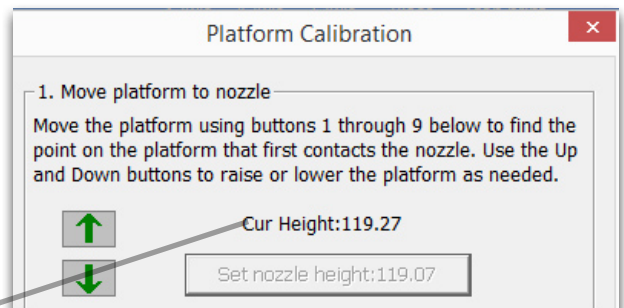 Platform Calibration
1. Move platform to nozzle
Move the platform using buttons 1 through 9 below to find the
point on the platform that first contacts the nozzle. Use the Up
and Down buttons to raise or lower the platform as needed.
Cur Height:119.27
Set nozzle height:119.07